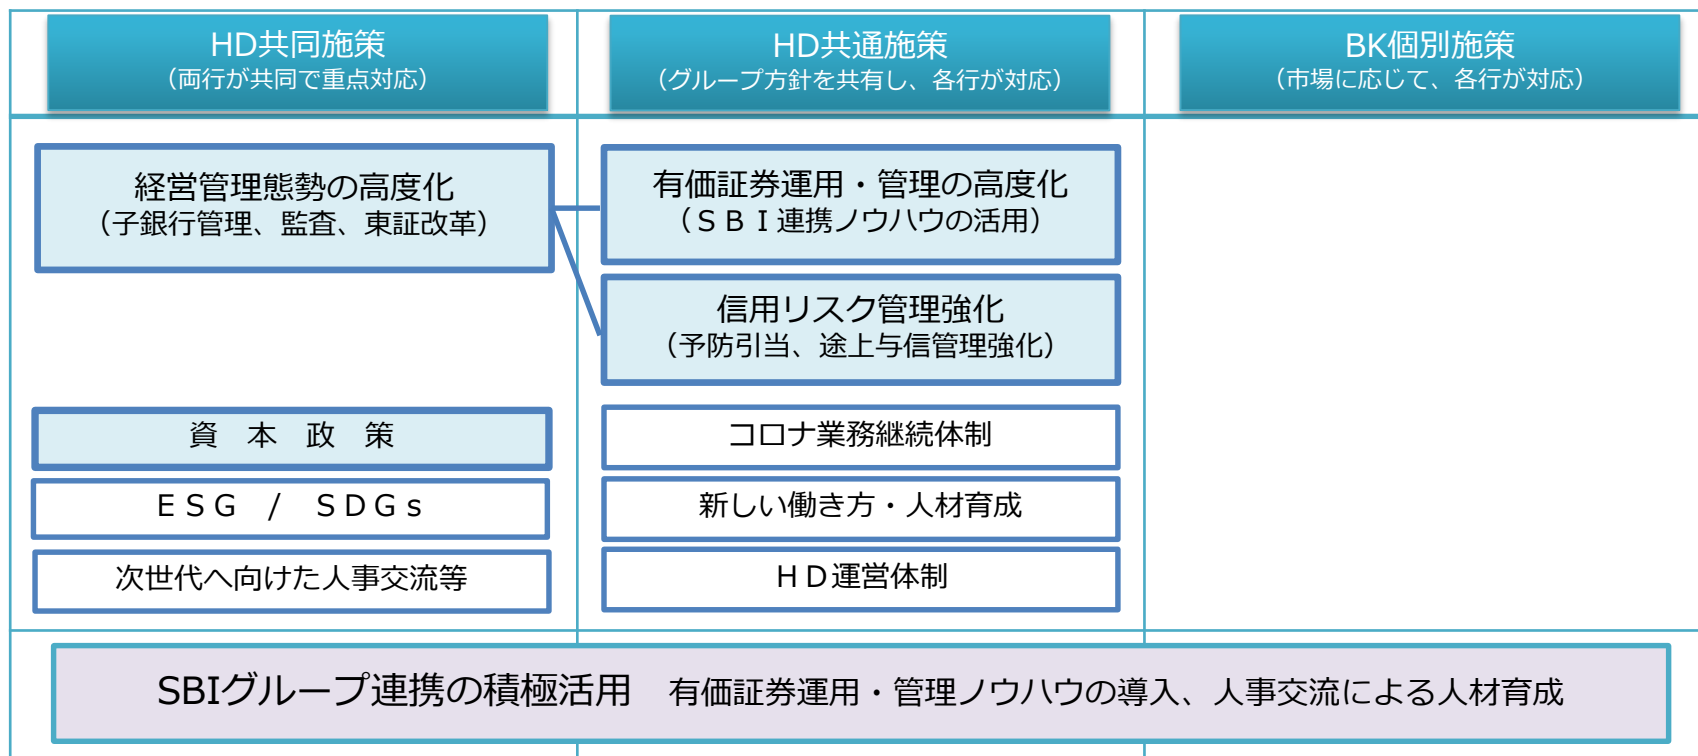 HD共同施策
（両行が共同で重点対応）
HD共通施策
（グループ方針を共有し、各行が対応）
BK個別施策
（市場に応じて、各行が対応）
経営管理態勢の高度化
（子銀行管理、監査、東証改革）
有価証券運用・管理の高度化
（ＳＢＩ連携ノウハウの活用）
信用リスク管理強化
（予防引当、途上与信管理強化）
資　本　政　策
コロナ業務継続体制
ＥＳＧ　/　ＳＤＧｓ
新しい働き方・人材育成
次世代へ向けた人事交流等
ＨＤ運営体制
SBIグループ連携の積極活用　有価証券運用・管理ノウハウの導入、人事交流による人材育成